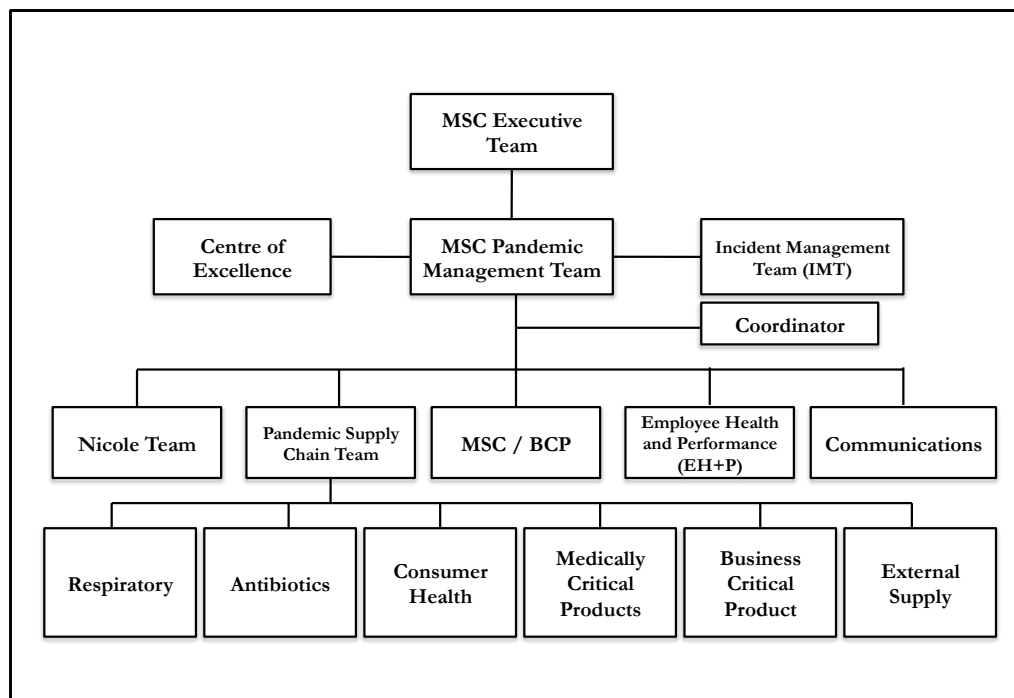 MSC Executive
Team
Centre of
Excellence
MSC Pandemic
Management Team
Incident Management
Team (IMT)
Coordinator
Nicole Team
Pandemic Supply
Chain Team
MSC / BCP
Employee Health
and Performance
(EH+P)
Communications
Respiratory
Antibiotics
Consumer
Health
Medically
Critical
Products
Business
Critical
Product
External
Supply